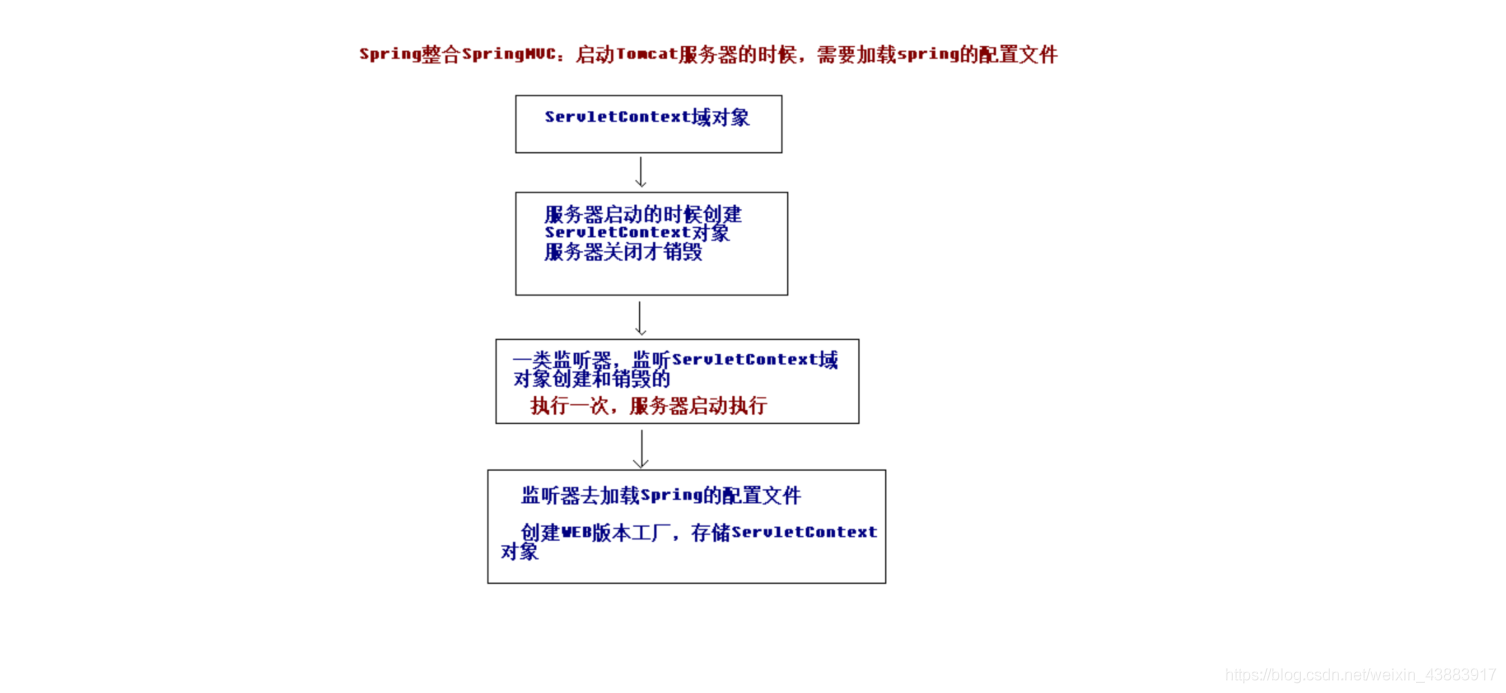 Spring整合SpringMVC：启动Tomcat服务器的时候，需要加载spring的配置文件
ServletContext域对象
服务器启动的时候创建
ServletContext对象
服务器关闭才销毁
一类监听器，监听ServletContext域
对象创建和销毁的
执行一次，服务器启动执行
监听器去加载Spring的配置文件
创建WEB版本工厂，存储ServletContext
对象
https://blog.csdn.net/weixin_43883917